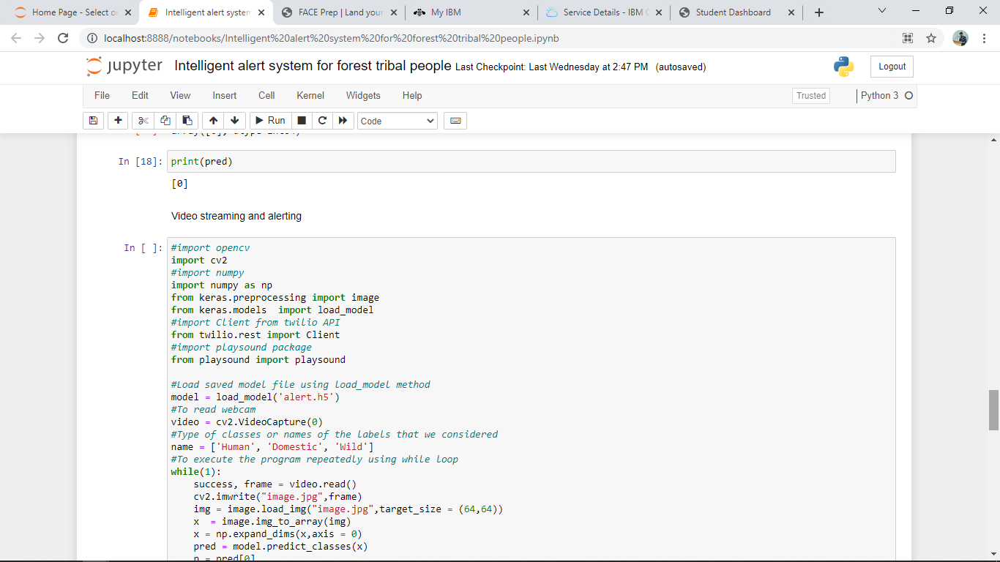 Home Page - Select or
Intelligent alert system
FACE Prep | Land your
My IBM
Service Details - IBM C
Student Dashboard
localhost:8888/notebooks/Intelligent%20alert%20system%20for%20forest%20tribal%20people.ipynb
jupyter Intelligent alert system for forest tribal people Last Checkpoint: Last Wednesday at 2:47 PM (autosaved)
Logout
File Edit View Insert Cell Kernel Widgets Help
Trusted
Python 3
Run
Code
In [18]: print(pred)
[0]
Video streaming and alerting
In [ ]: #import opencv
import cv2
#import numpy
import numpy as np
from keras.preprocessing import image
from keras.models  import load_model
#import Client from twilio API
from twilio.rest import Client
#import playsound package
from playsound import playsound
#Load saved model file using load_model method
model = load_model('alert.h5')
#To read webcam
video = cv2.VideoCapture(0)
#Type of classes or names of the labels that we considered
name = ['Human', 'Domestic', 'Wild']
#To execute the program repeatedly using while loop
while(1):
    success, frame = video.read()
    cv2.imwrite("image.jpg",frame)
    img = image.load_img("image.jpg",target_size = (64,64))
    x  = image.img_to_array(img)
    x = np.expand_dims(x,axis = 0)
    pred = model.predict_classes(x)
    p = pred[0]